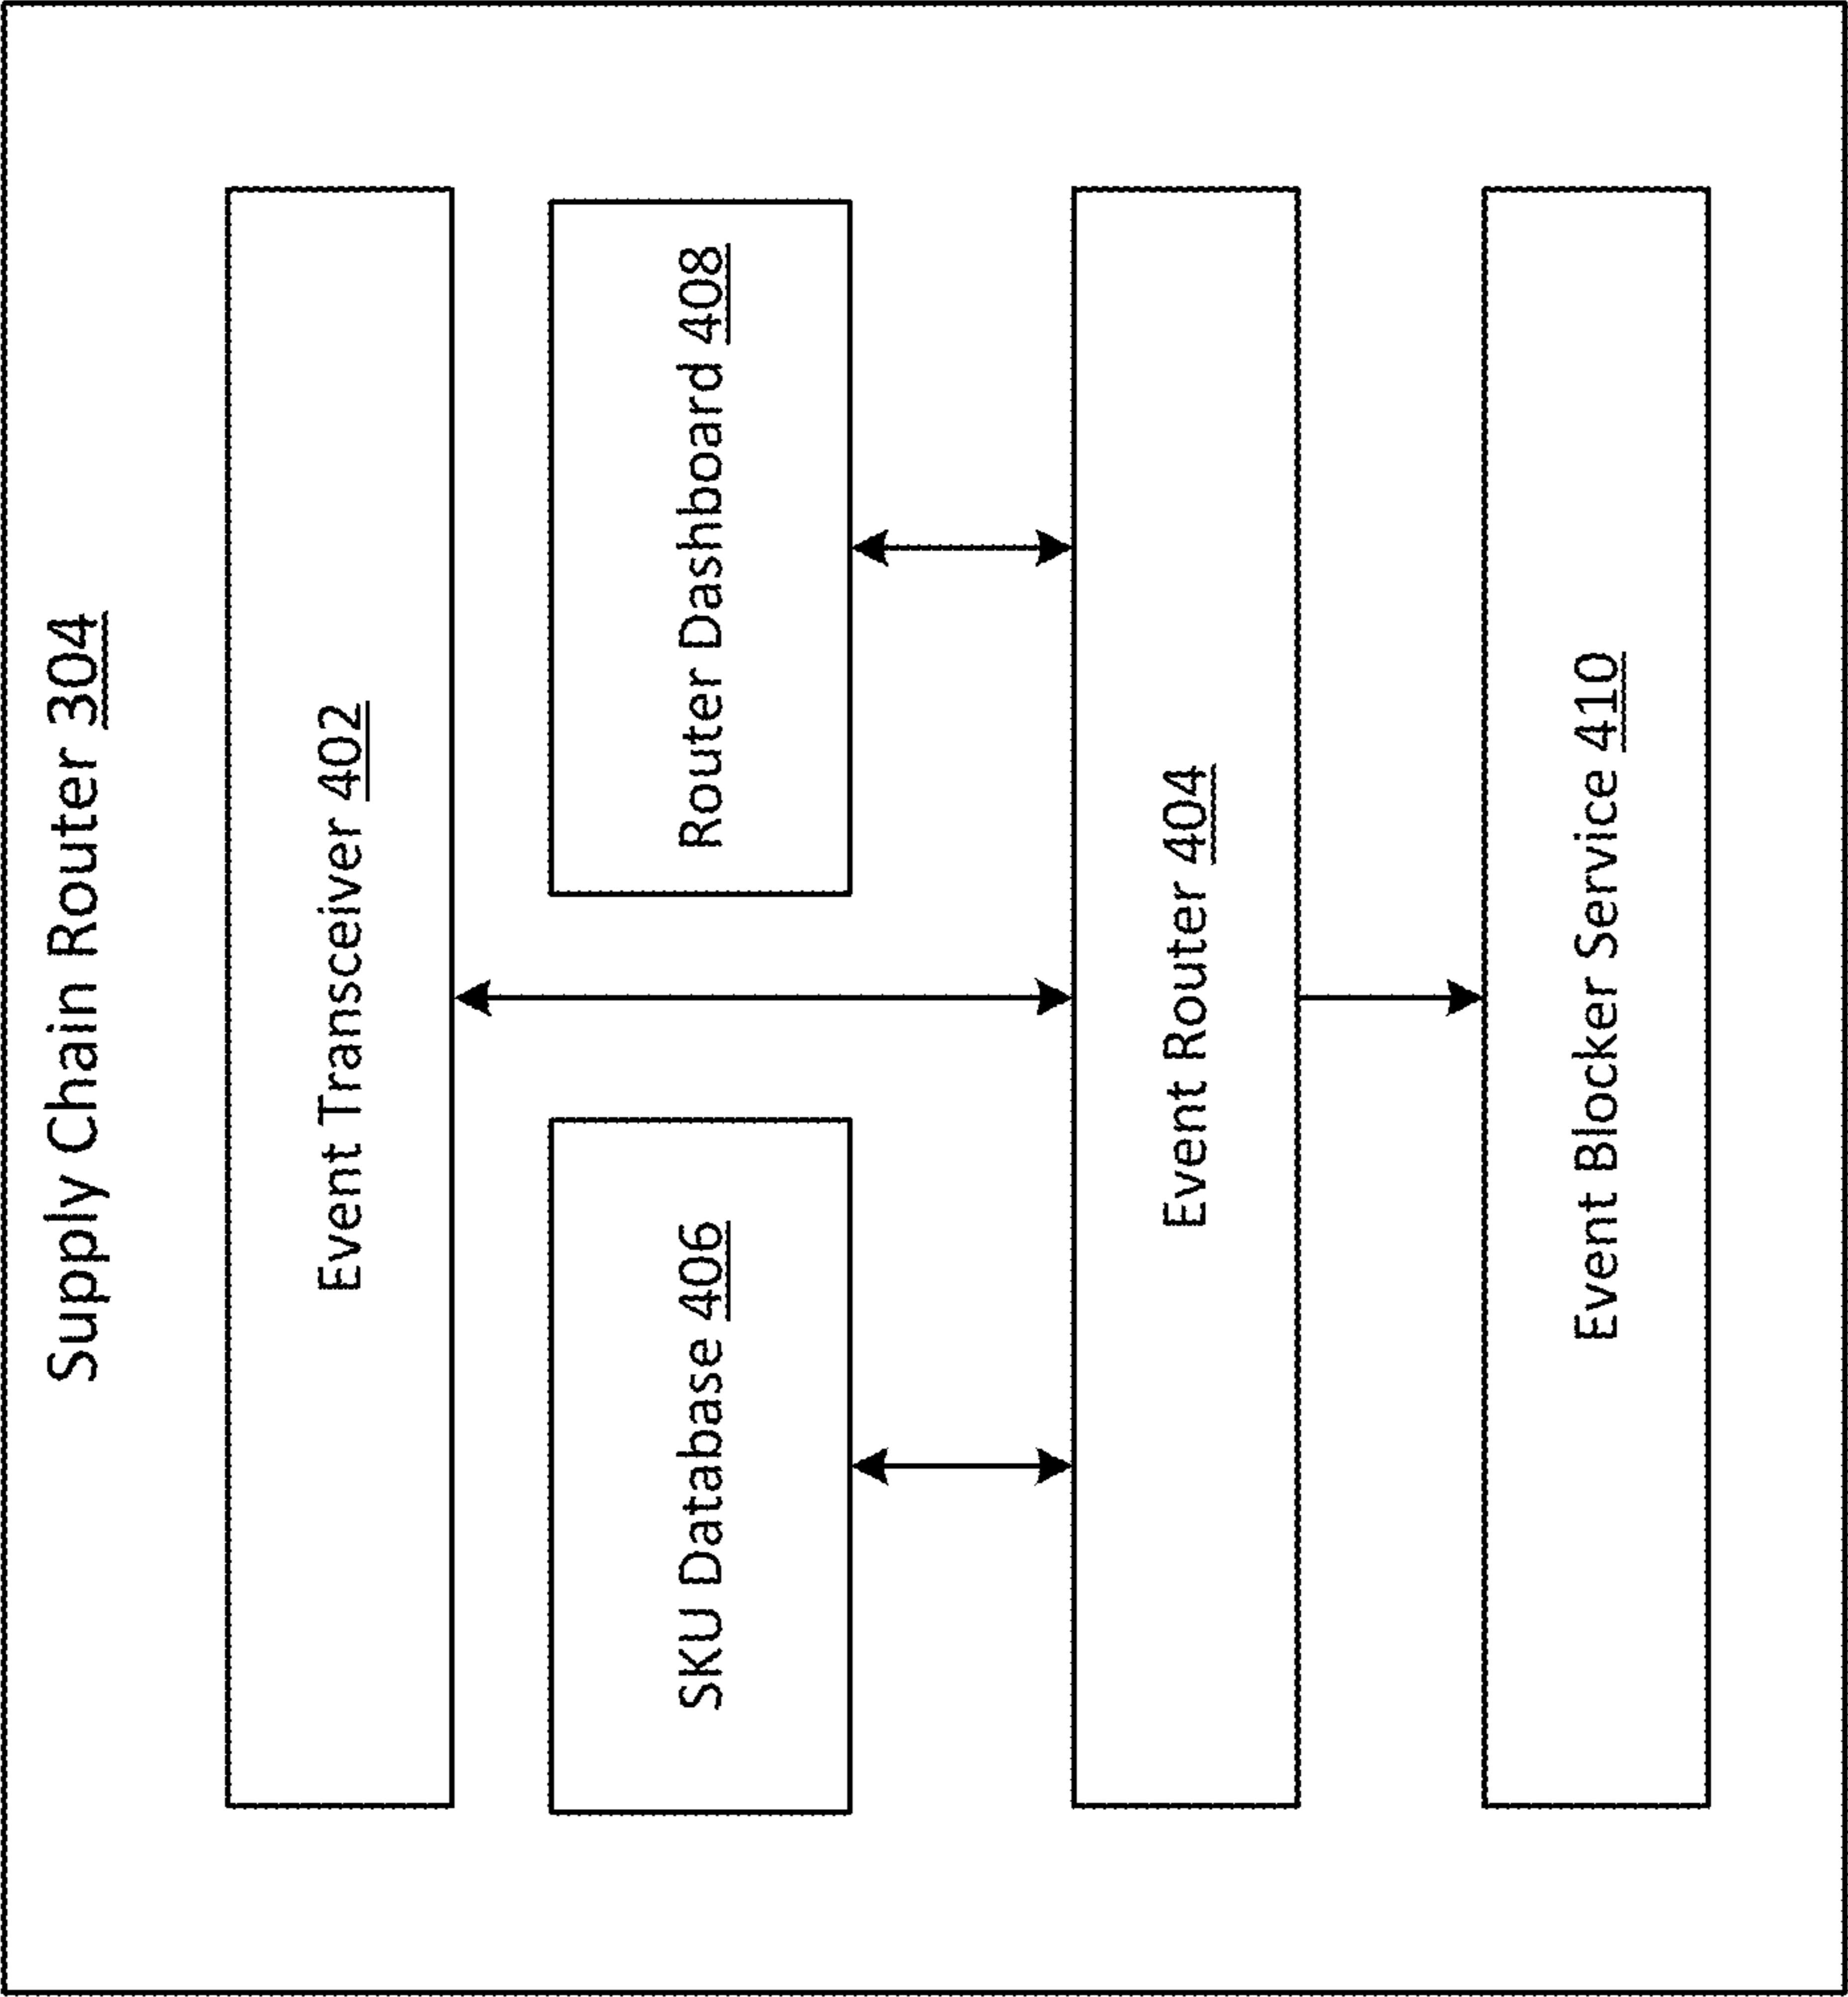 Supply Chain Router 304
Event Transceiver 402
SKU Database 406
Router Dashboard 408
Event Router 404
Event Blocker Service 410